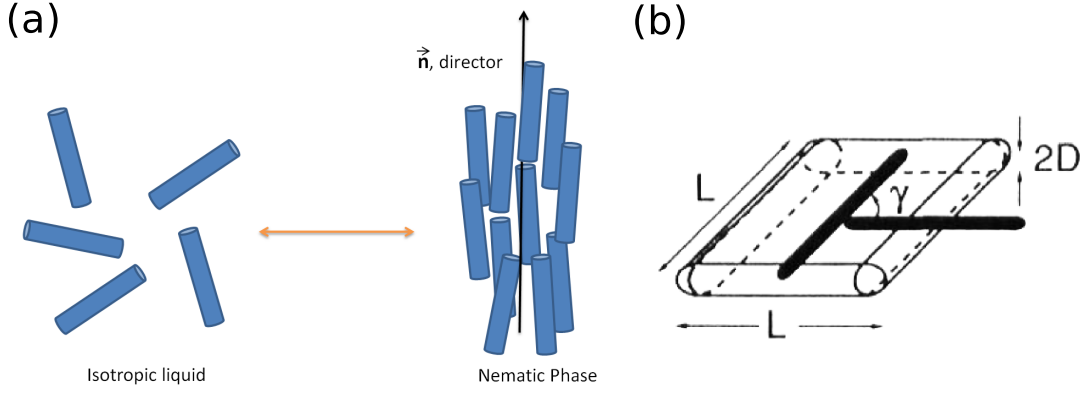 (a)
n, director
Isotropic liquid
Nematic Phase
(b)
L
γ
2D
L